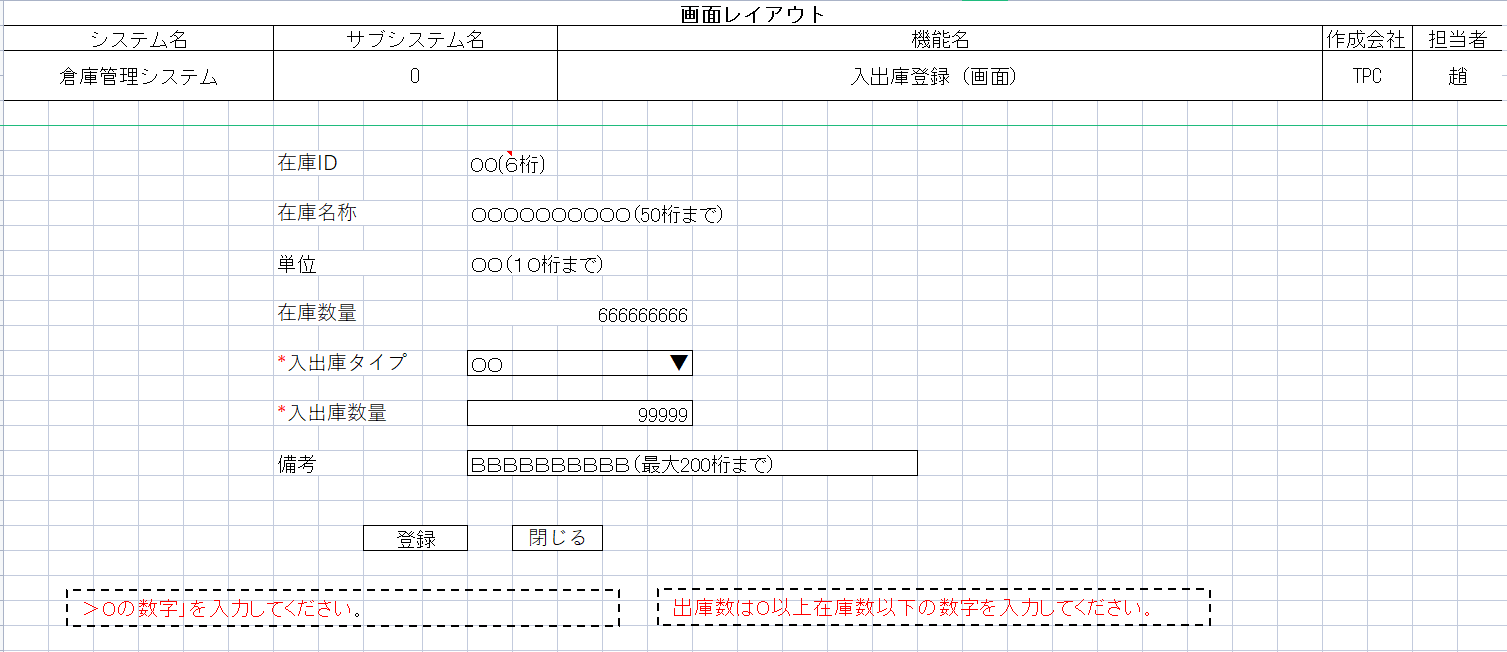 画面レイアウト
システム名 サブシステム名 機能名 作成会社 担当者
倉庫管理システム 0 入出庫登録（画面） TPC 趙
在庫ID ○○(６桁)
在庫名称 ○○○○○○○○○○(50桁まで)
単位 ○○(１０桁まで)
在庫数量 666666666
*入出庫タイプ ○○ ▼
*入出庫数量 99999
備考 ＢＢＢＢＢＢＢＢＢＢ(最大200桁まで)
登録 閉じる
＞０の数字」を入力してください。 出庫数は０以上在庫数以下の数字を入力してください。